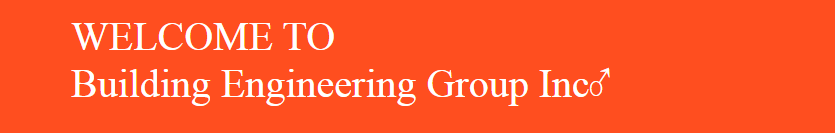 WELCOME TO
Building Engineering Group Inc♂